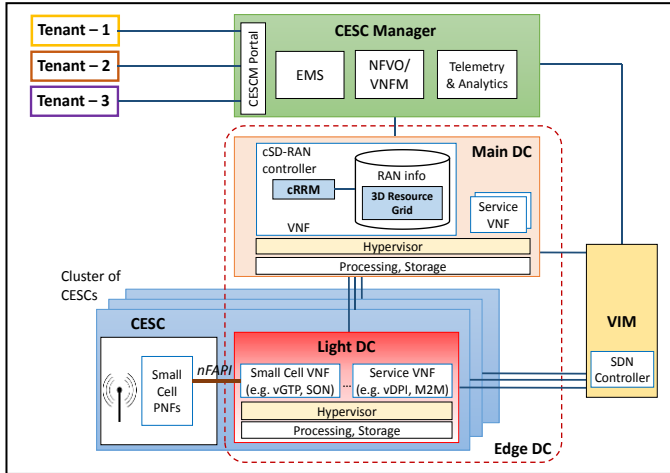 CESC Manager
Tenant – 1
Tenant – 2
Tenant – 3
CESCM Portal
EMS
NFVO/
VNFM
Telemetry
& Analytics
cSD-RAN
controller
Main DC
RAN info
cRRM
3D Resource
Grid
VNF
Service
VNF
Hypervisor
Processing, Storage
Cluster of
CESCs
CESC
VIM
Light DC
nFAPI
Small
Cell
PNFs
Small Cell VNF
(e.g. vGTP, SON)
...
Service VNF
(e.g. vDPI, M2M)
SDN
Controller
Hypervisor
Processing, Storage
Edge DC